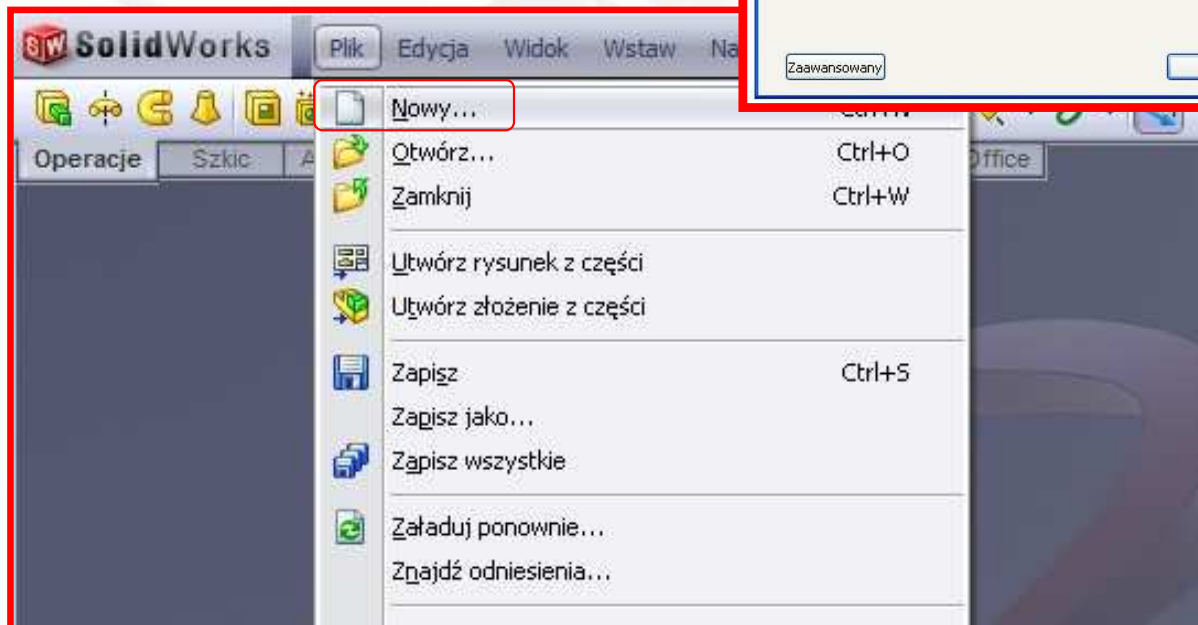 SolidWorks Plik Edycja Widok Wstaw
Zaawansowany
Nowy...
Operacje Szkic Office
Otwórz... Ctrl+O
Zamknij Ctrl+W
Utwórz rysunek z części
Utwórz złożenie z części
Zapisz Ctrl+S
Zapisz jako...
Zapisz wszystkie
Załaduj ponownie...
Znajdź odniesienia...